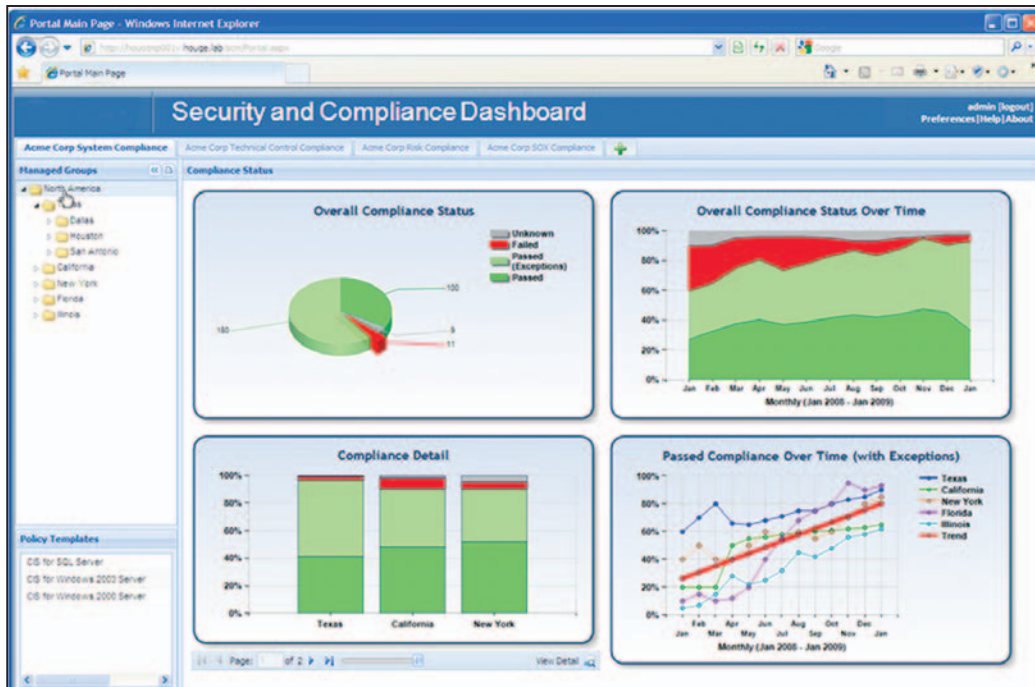 Portal Main Page - Windows Internet Explorer
houge.lab
Google
Portal Main Page
Security and Compliance Dashboard
admin [logout]
Preferences|Help|About
Acme Corp System Compliance
Acme Corp Technical Control Compliance
Acme Corp Risk Compliance
Acme Corp SOX Compliance
Managed Groups
Compliance Status
North America
Dallas
Houston
San Antonio
California
New York
Florida
Illinois
Overall Compliance Status
Unknown
Failed
Passed
(Exceptions)
Passed
100
9
11
160
Overall Compliance Status Over Time
100%
80%
60%
40%
20%
0%
Jan Feb Mar Apr May Jun Jul Aug Sep Oct Nov Dec Jan
Monthly (Jan 2008 - Jan 2009)
Compliance Detail
100%
80%
60%
40%
20%
0%
Texas California New York
Page: of 2
View Detail
Passed Compliance Over Time (with Exceptions)
100%
80%
60%
40%
20%
0%
Texas
California
New York
Florida
Illinois
Trend
Feb Apr Jun Aug Oct Dec
Jan Mar May Jul Sep Nov Jan
Monthly (Jan 2008 - Jan 2009)
Policy Templates
CIS for SQL Server
CIS for Windows 2003 Server
CIS for Windows 2000 Server